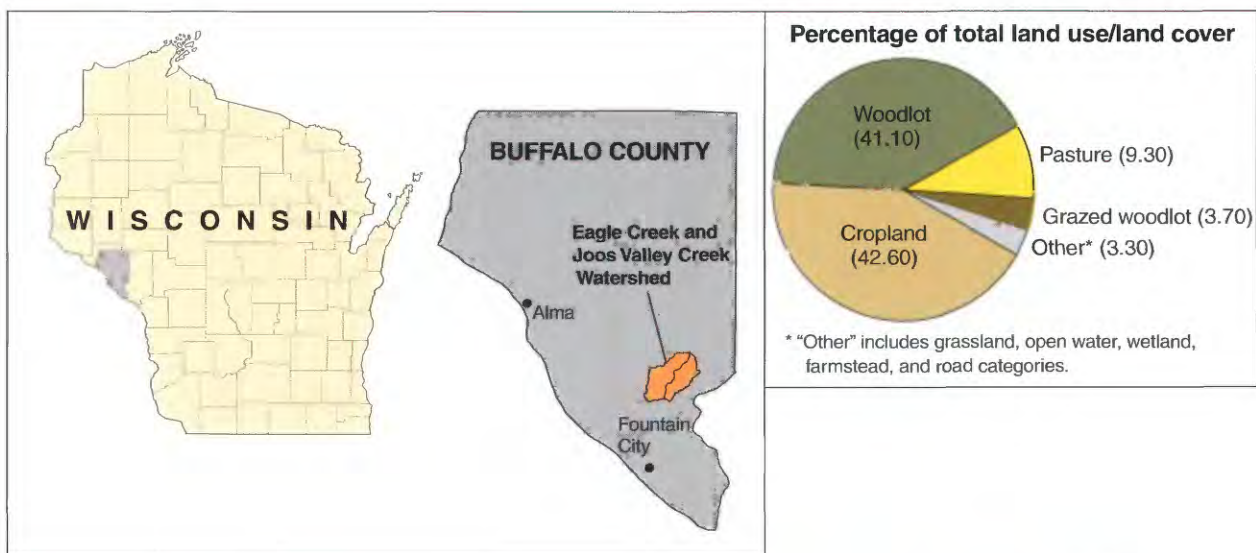 WISCONSIN
BUFFALO COUNTY
Eagle Creek and
Joos Valley Creek
Watershed
Alma
Fountain
City
Percentage of total land use/land cover
Woodlot
(41.10)
Pasture (9.30)
Grazed woodlot (3.70)
Other* (3.30)
Cropland
(42.60)
* "Other" includes grassland, open water, wetland,
farmstead, and road categories.